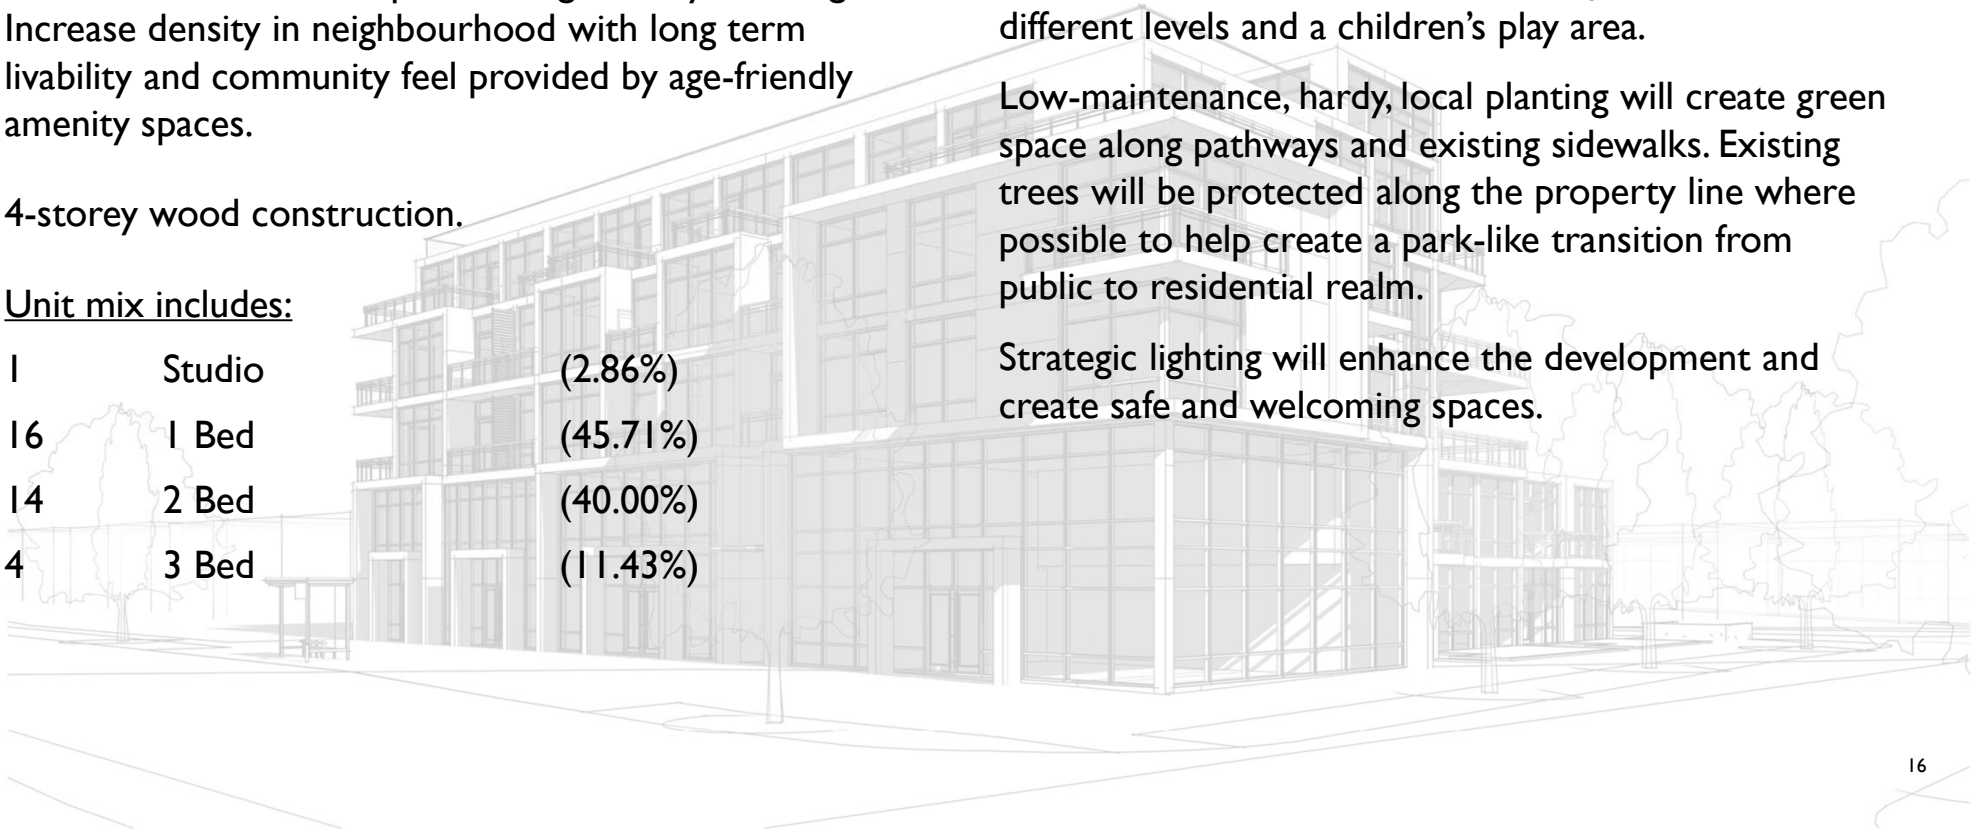 Increase density in neighbourhood with long term
livability and community feel provided by age-friendly
amenity spaces.
4-storey wood construction.
Unit mix includes:
1 Studio (2.86%)
16 1 Bed (45.71%)
14 2 Bed (40.00%)
4 3 Bed (11.43%)
different levels and a children’s play area.
Low-maintenance, hardy, local planting will create green
space along pathways and existing sidewalks. Existing
trees will be protected along the property line where
possible to help create a park-like transition from
public to residential realm.
Strategic lighting will enhance the development and
create safe and welcoming spaces.
16